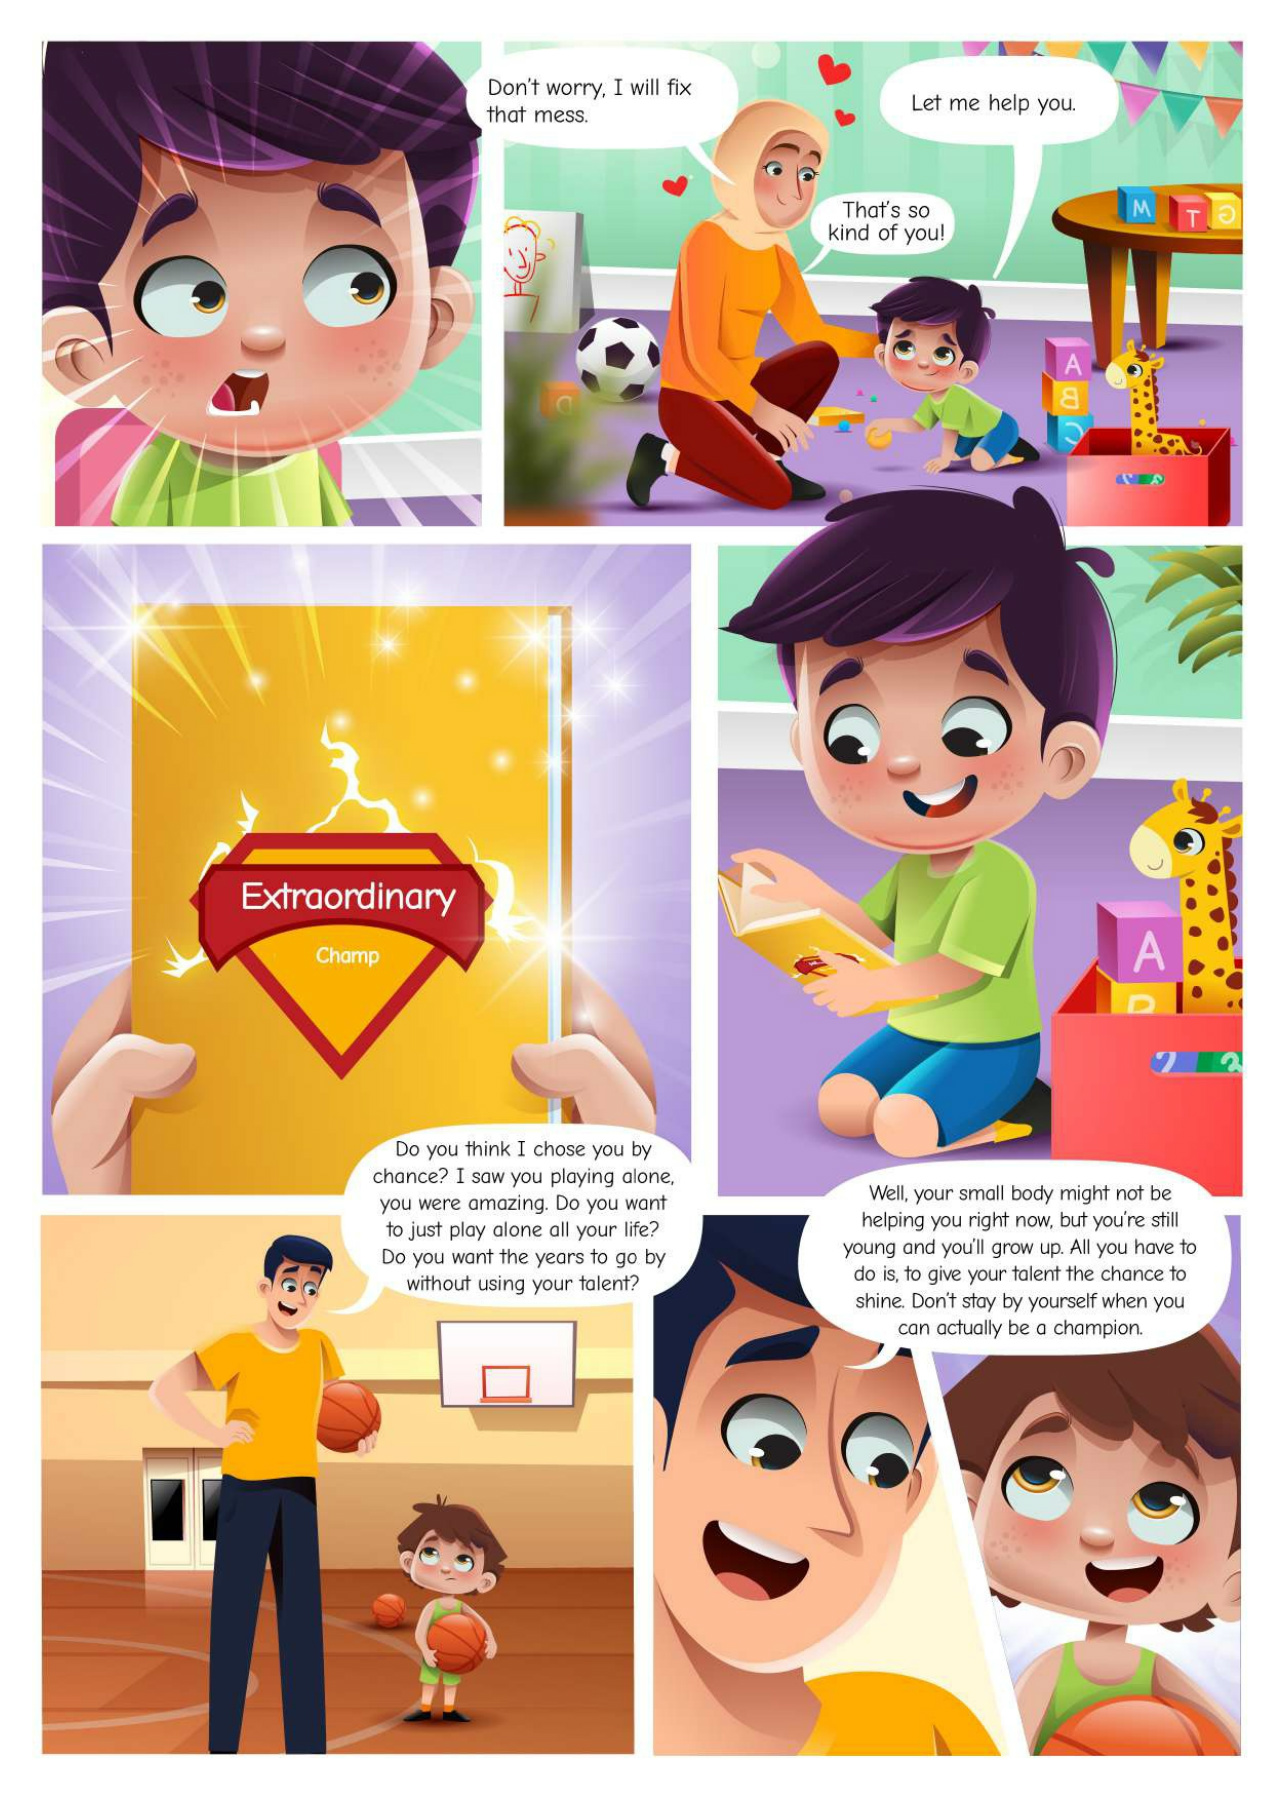 Don't worry, I will fix
that mess.
Let me help you.
That's so
kind of you!
M
T
G
A
B
C
D
Extraordinary
Champ
A
B
2 3
Do you think I chose you by
chance? I saw you playing alone,
you were amazing. Do you want
to just play alone all your life?
Do you want the years to go by
without using your talent?
Well, your small body might not be
helping you right now, but you're still
young and you'll grow up. All you have to
do is, to give your talent the chance to
shine. Don't stay by yourself when you
can actually be a champion.